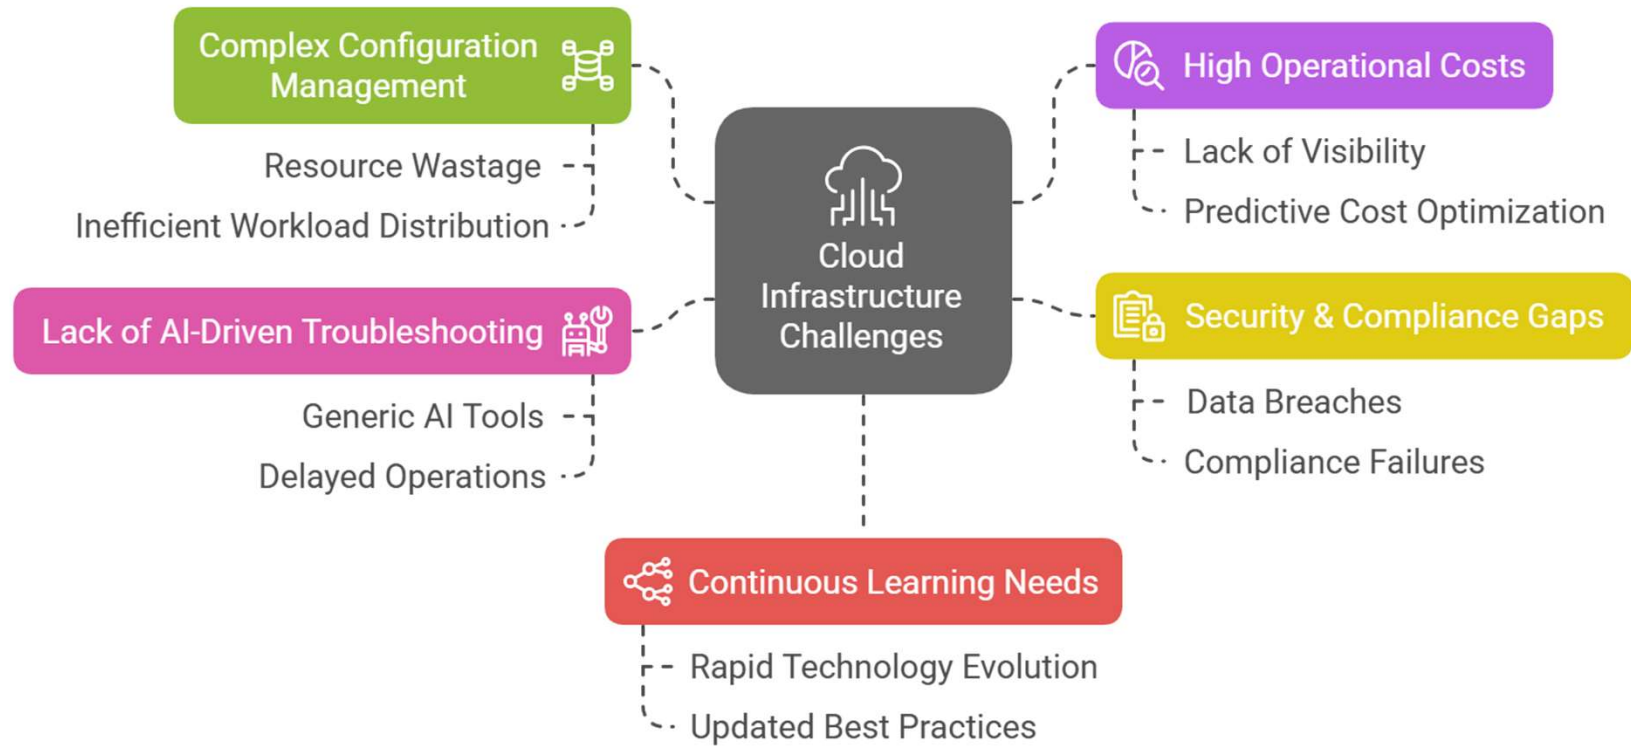 Complex Configuration
Management
Resource Wastage
Inefficient Workload Distribution
Lack of AI-Driven Troubleshooting
Generic AI Tools
Delayed Operations
Cloud
Infrastructure
Challenges
High Operational Costs
Lack of Visibility
Predictive Cost Optimization
Security & Compliance Gaps
Data Breaches
Compliance Failures
Continuous Learning Needs
Rapid Technology Evolution
Updated Best Practices